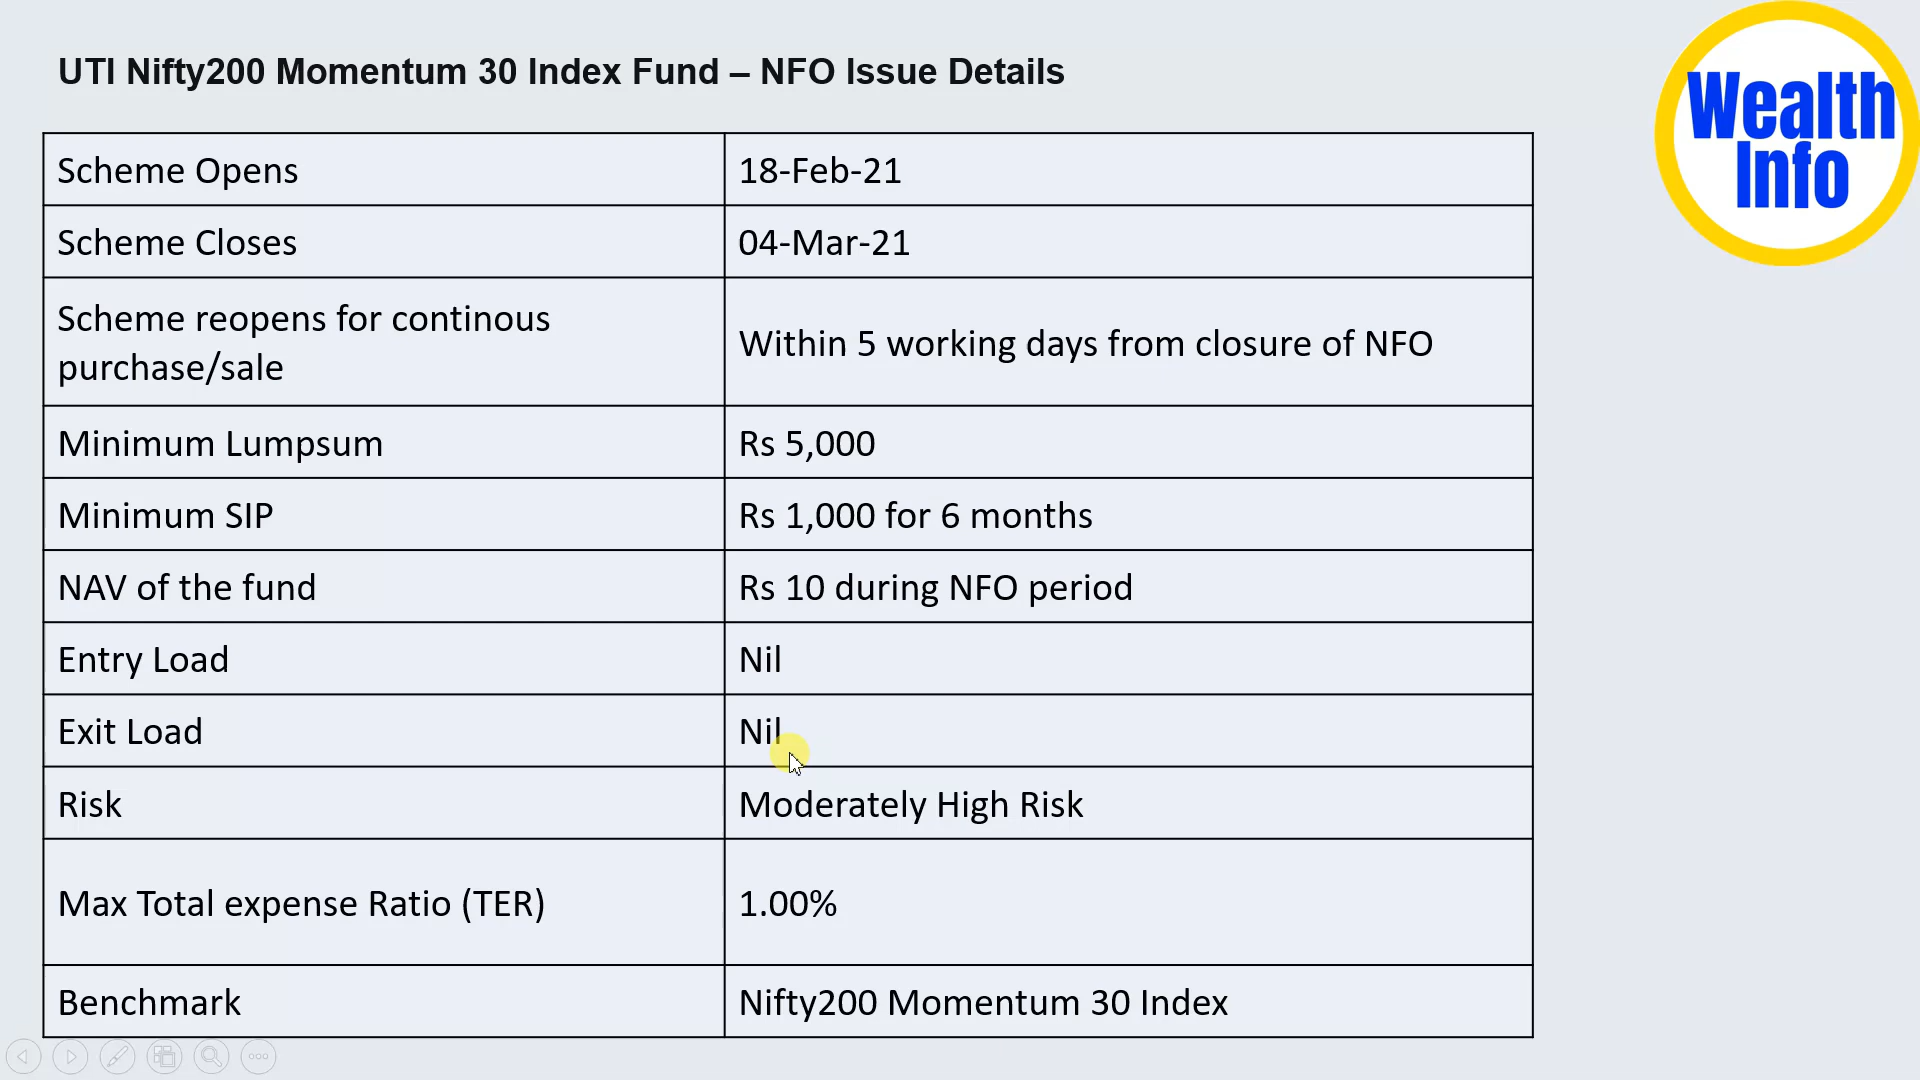 UTI Nifty200 Momentum 30 Index Fund – NFO Issue Details
Wealth
Info
Scheme Opens 18-Feb-21
Scheme Closes 04-Mar-21
Scheme reopens for continous
purchase/sale
Within 5 working days from closure of NFO
Minimum Lumpsum Rs 5,000
Minimum SIP Rs 1,000 for 6 months
NAV of the fund Rs 10 during NFO period
Entry Load Nil
Exit Load Nil
Risk Moderately High Risk
Max Total expense Ratio (TER) 1.00%
Benchmark Nifty200 Momentum 30 Index